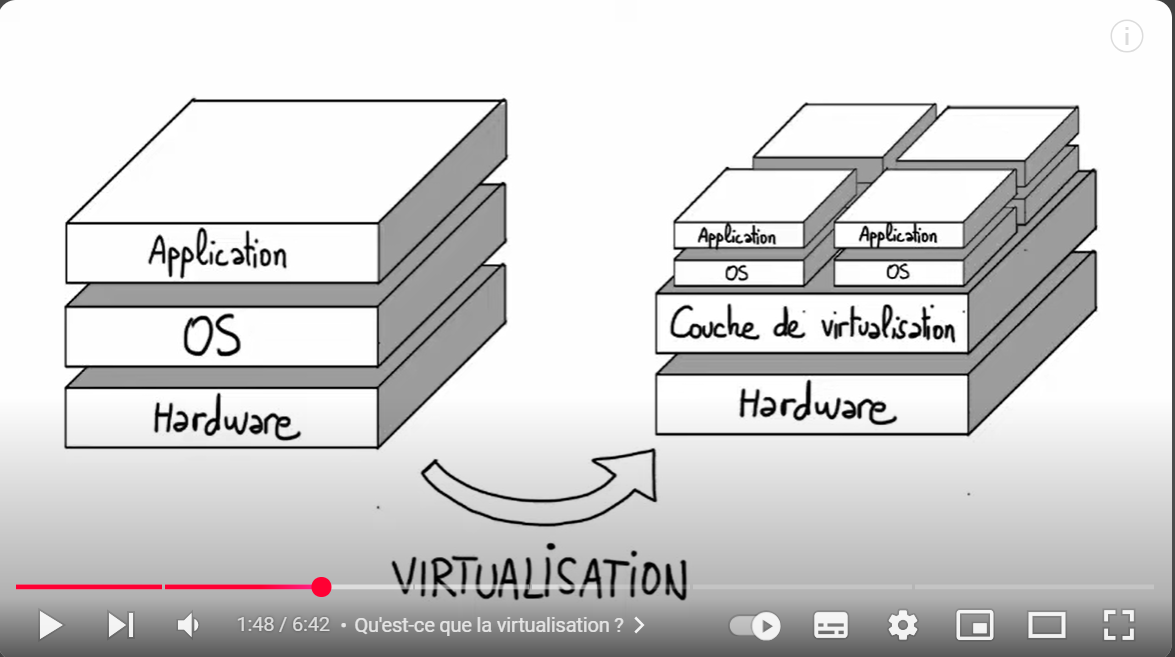 Application
OS
Hardware
Application
Application
OS
OS
Couche de virtualisation
Hardware
VIRTUALISATION
1:48 / 6:42 • Qu'est-ce que la virtualisation ?